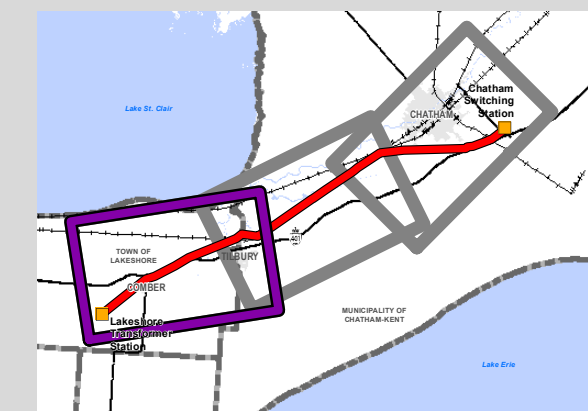 Chatham
Switching
Station
Lake St. Clair
CHATHAM
401
TOWN OF
LAKESHORE
TILBURY
COMBER
MUNICIPALITY OF
CHATHAM-KENT
Lakeshore
Transformer
Station
Lake Erie